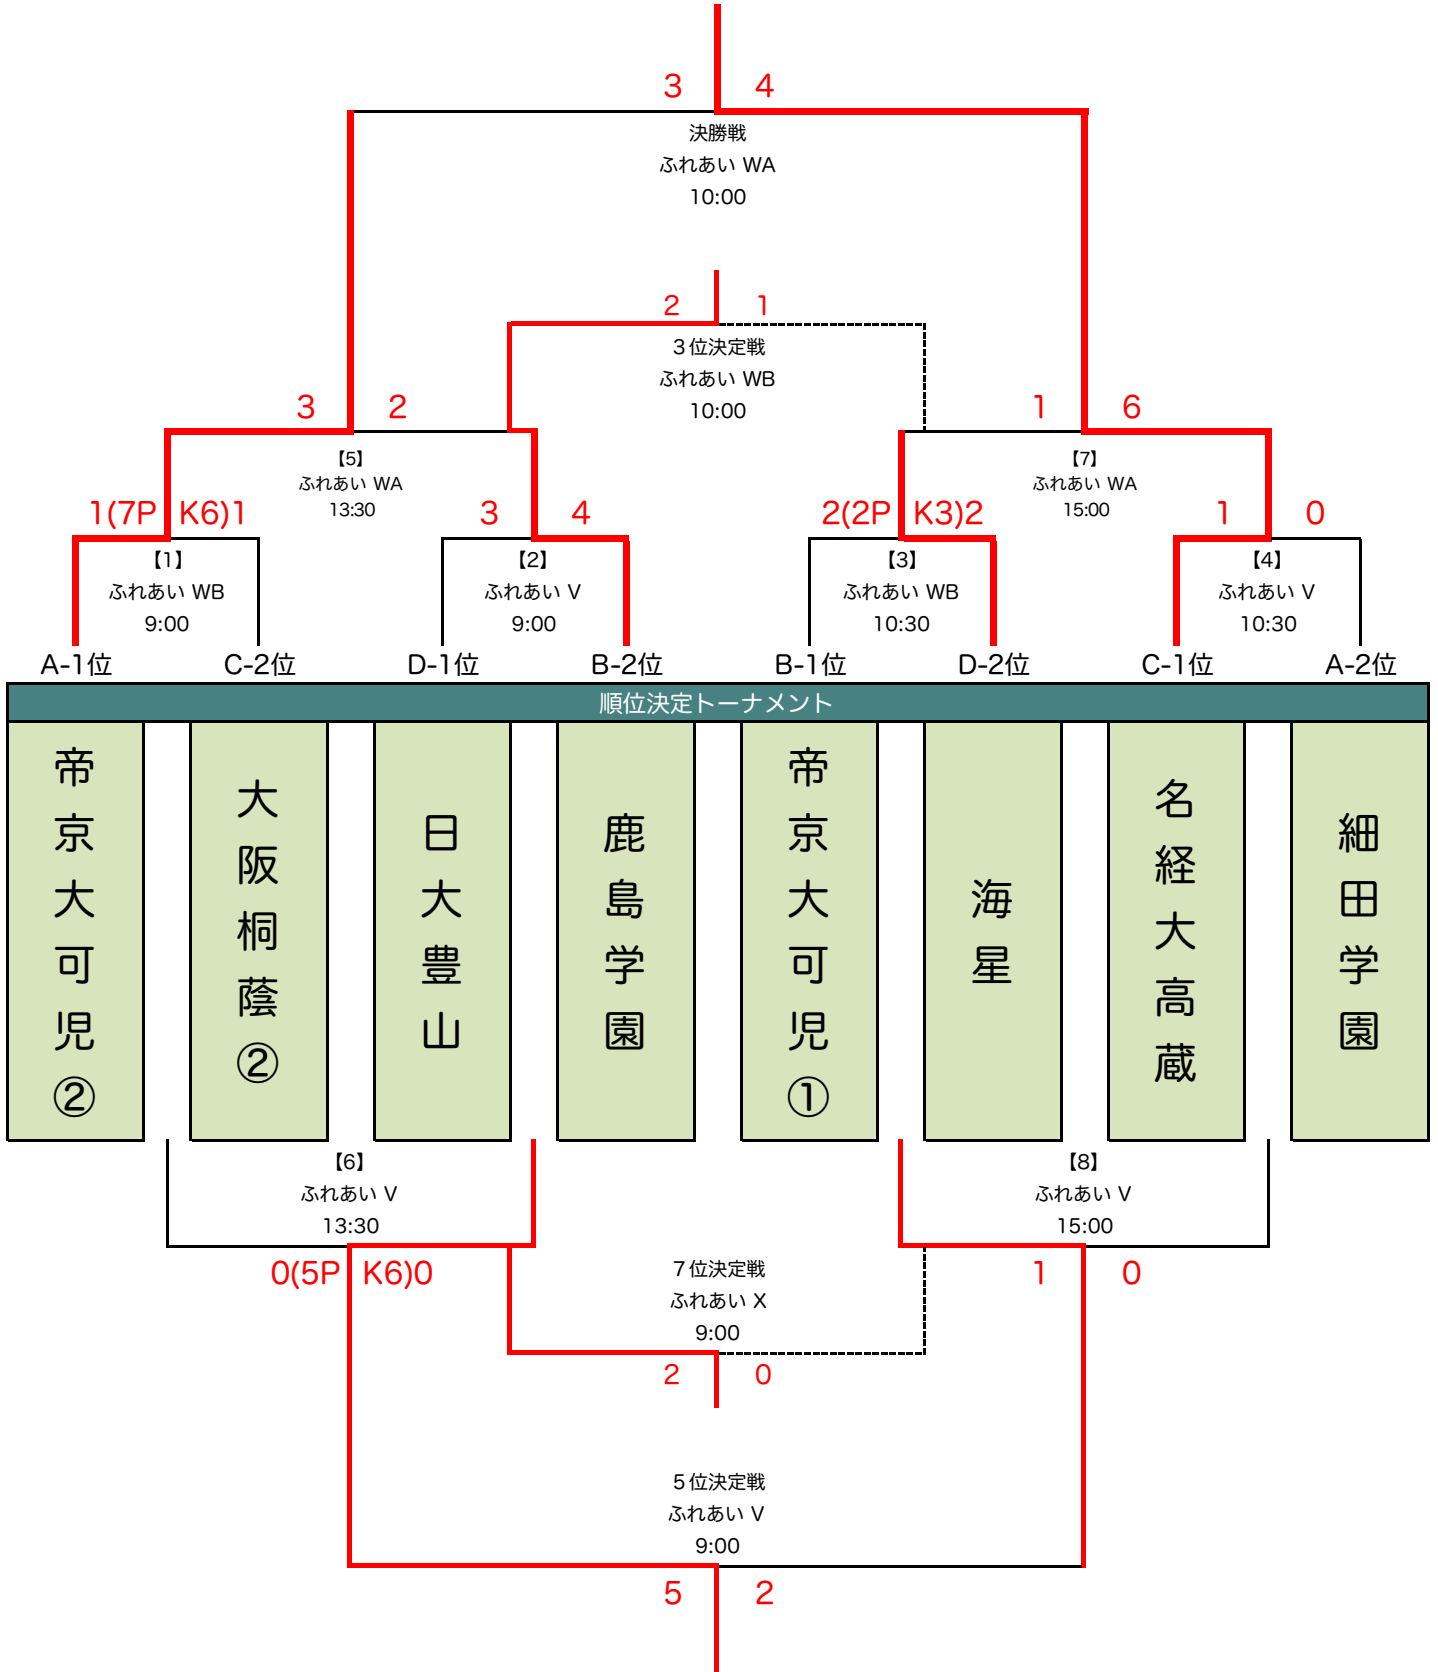 3 4
決勝戦
ふれあい WA
10:00
2 1
３位決定戦
ふれあい WB
10:00
3 2 1 6
【5】 【7】
ふれあい WA ふれあい WA
13:30 15:00
1(7P K6)1 3 4 2(2P K3)2 1 0
【1】 【2】 【3】 【4】
ふれあい WB ふれあい V ふれあい WB ふれあい V
9:00 9:00 10:30 10:30
A-1位 C-2位 D-1位 B-2位 B-1位 D-2位 C-1位 A-2位
順位決定トーナメント
帝京大可児②
大阪桐蔭②
日大豊山
鹿島学園
帝京大可児①
海星
名経大高蔵
細田学園
【6】 【8】
ふれあい V ふれあい V
13:30 15:00
0(5P K6)0 1 0
７位決定戦
ふれあい X
9:00
2 0
５位決定戦
ふれあい V
9:00
5 2